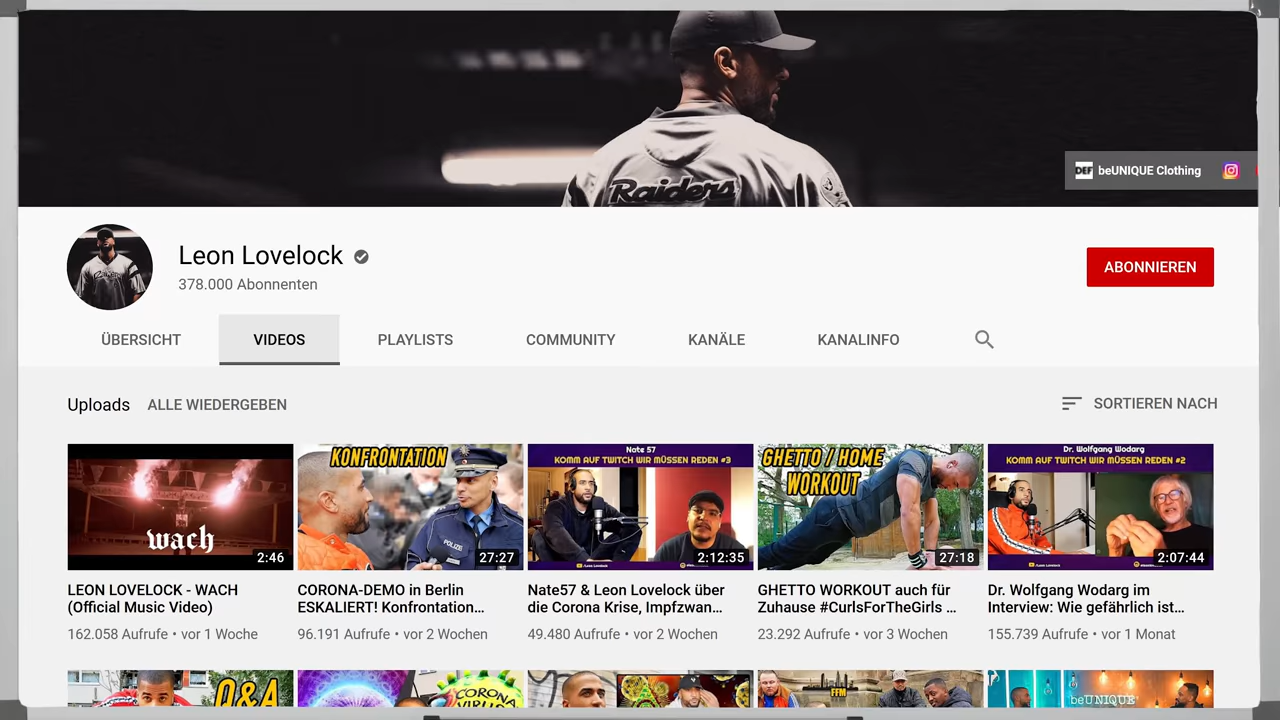 Raiders
DEF beUNIQUE Clothing
Leon Lovelock
378.000 Abonnenten
ABONNIEREN
ÜBERSICHT VIDEOS PLAYLISTS COMMUNITY KANÄLE KANALINFO
Uploads ALLE WIEDERGEBEN SORTIEREN NACH
wach
2:46
LEON LOVELOCK - WACH
(Official Music Video)
162.058 Aufrufe • vor 1 Woche
KONFRONTATION
POLIZEI
27:27
CORONA-DEMO in Berlin
ESKALIERT! Konfrontation...
96.191 Aufrufe • vor 2 Wochen
Nate 57
KOMM AUF TWITCH WIR MÜSSEN REDEN #3
2:12:35
Nate57 & Leon Lovelock über
die Corona Krise, Impfzwan...
49.480 Aufrufe • vor 2 Wochen
GHETTO / HOME
WORKOUT
27:18
GHETTO WORKOUT auch für
Zuhause #CurlsForTheGirls ...
23.292 Aufrufe • vor 3 Wochen
Dr. Wolfgang Wodarg
KOMM AUF TWITCH WIR MÜSSEN REDEN #2
2:07:44
Dr. Wolfgang Wodarg im
Interview: Wie gefährlich ist...
155.739 Aufrufe • vor 1 Monat
Q&A
CORONA
VIRUS
FFM
beUNIQUE